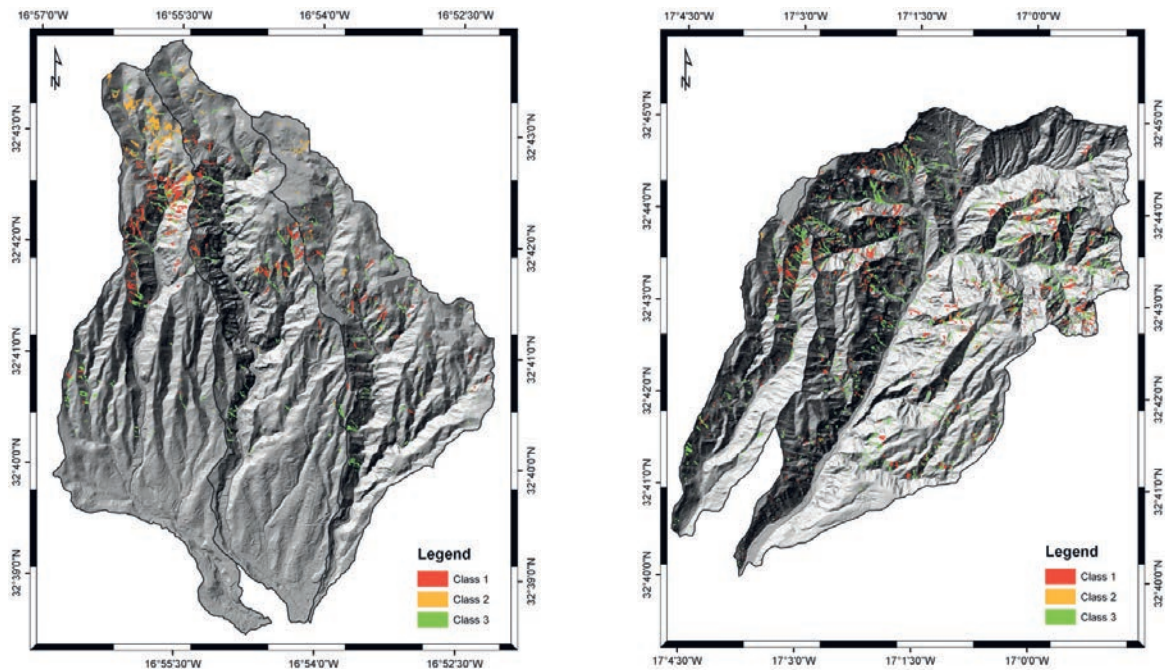 16°57'0"W 16°55'30"W 16°54'0"W 16°52'30"W
N
32°43'0"N
32°43'0"N
32°42'0"N
32°42'0"N
32°41'0"N
32°41'0"N
32°40'0"N
32°40'0"N
32°39'0"N
32°39'0"N
Legend
Class 1
Class 2
Class 3
16°55'30"W 16°54'0"W 16°52'30"W
17°4'30"W 17°3'0"W 17°1'30"W 17°0'0"W
N
32°45'0"N
32°45'0"N
32°44'0"N
32°44'0"N
32°43'0"N
32°43'0"N
32°42'0"N
32°42'0"N
32°41'0"N
32°41'0"N
32°40'0"N
32°40'0"N
Legend
Class 1
Class 2
Class 3
17°4'30"W 17°3'0"W 17°1'30"W 17°0'0"W